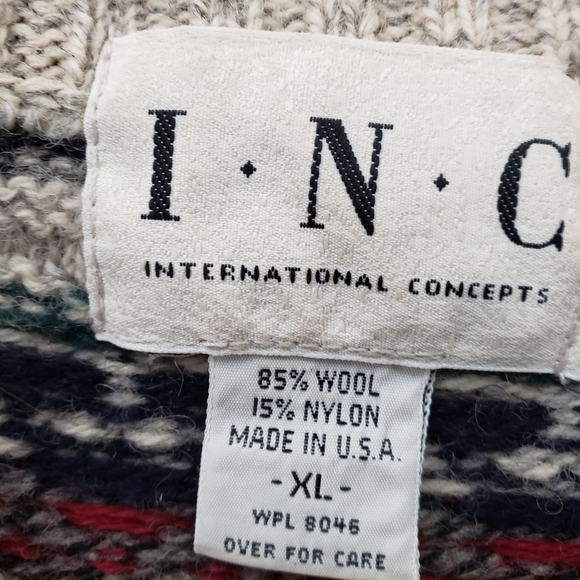 I·N·C
INTERNATIONAL CONCEPTS
85% WOOL
15% NYLON
MADE IN U.S.A.
- XL -
WPL 8046
OVER FOR CARE